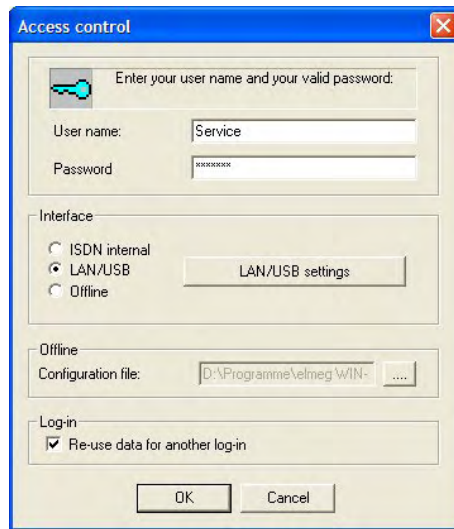 Access control
Enter your user name and your valid password:
User name: Service
Password *******
Interface
ISDN internal
LAN/USB
LAN/USB settings
Offline
Offline
Configuration file: D:\Programme\elmeg WIN- ....
Log-in
Re-use data for another log-in
OK Cancel